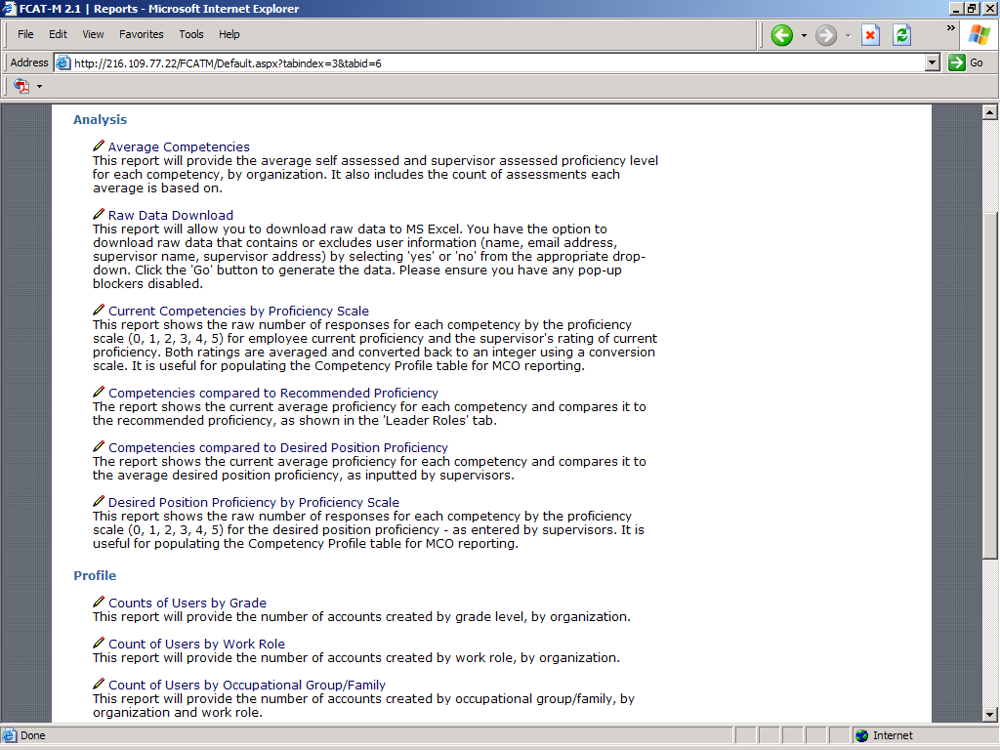 FCAT-M 2.1 | Reports - Microsoft Internet Explorer
File Edit View Favorites Tools Help
»
Address http://216.109.77.22/FCATM/Default.aspx?tabindex=3&tabid=6 Go
Analysis
Average Competencies
This report will provide the average self assessed and supervisor assessed proficiency level
for each competency, by organization. It also includes the count of assessments each
average is based on.
Raw Data Download
This report will allow you to download raw data to MS Excel. You have the option to
download raw data that contains or excludes user information (name, email address,
supervisor name, supervisor address) by selecting 'yes' or 'no' from the appropriate drop-
down. Click the 'Go' button to generate the data. Please ensure you have any pop-up
blockers disabled.
Current Competencies by Proficiency Scale
This report shows the raw number of responses for each competency by the proficiency
scale (0, 1, 2, 3, 4, 5) for employee current proficiency and the supervisor's rating of current
proficiency. Both ratings are averaged and converted back to an integer using a conversion
scale. It is useful for populating the Competency Profile table for MCO reporting.
Competencies compared to Recommended Proficiency
The report shows the current average proficiency for each competency and compares it to
the recommended proficiency, as shown in the 'Leader Roles' tab.
Competencies compared to Desired Position Proficiency
The report shows the current average proficiency for each competency and compares it to
the average desired position proficiency, as inputted by supervisors.
Desired Position Proficiency by Proficiency Scale
This report shows the raw number of responses for each competency by the proficiency
scale (0, 1, 2, 3, 4, 5) for the desired position proficiency - as entered by supervisors. It is
useful for populating the Competency Profile table for MCO reporting.
Profile
Counts of Users by Grade
This report will provide the number of accounts created by grade level, by organization.
Count of Users by Work Role
This report will provide the number of accounts created by work role, by organization.
Count of Users by Occupational Group/Family
This report will provide the number of accounts created by occupational group/family, by
organization and work role.
Done Internet